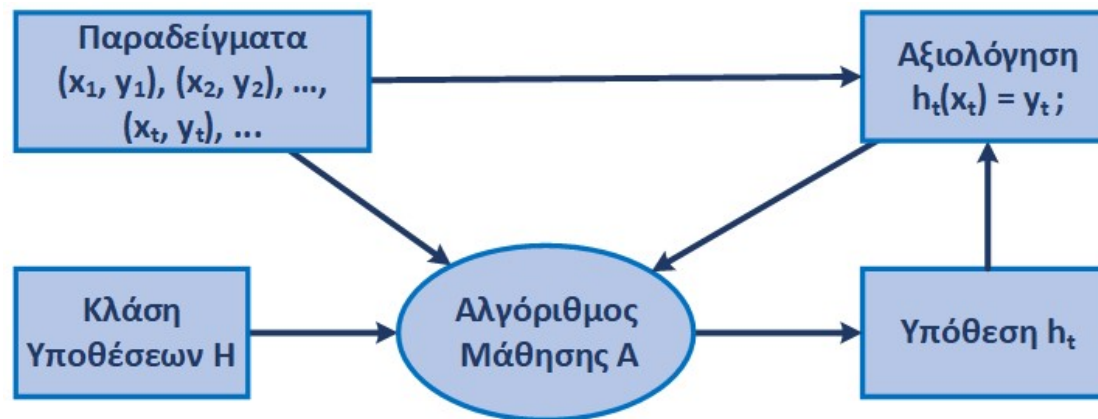 Παραδείγματα
(x₁, y₁), (x₂, y₂), ...,
(xₜ, yₜ), ...
Αξιολόγηση
hₜ(xₜ) = yₜ ;
Κλάση
Υποθέσεων Η
Αλγόριθμος
Μάθησης Α
Υπόθεση hₜ